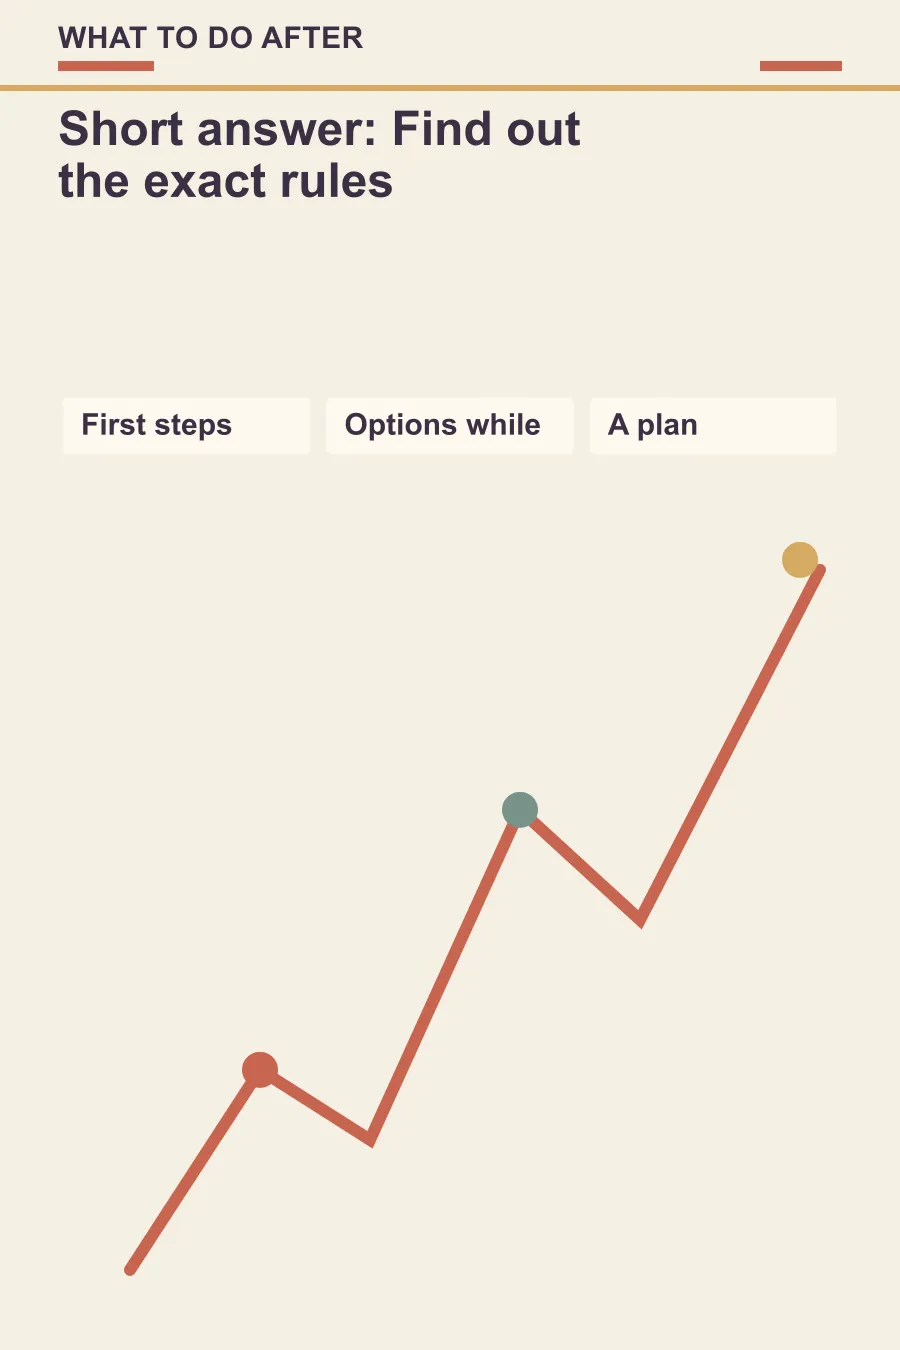 WHAT TO DO AFTER
Short answer: Find out
the exact rules
First steps
Options while
A plan